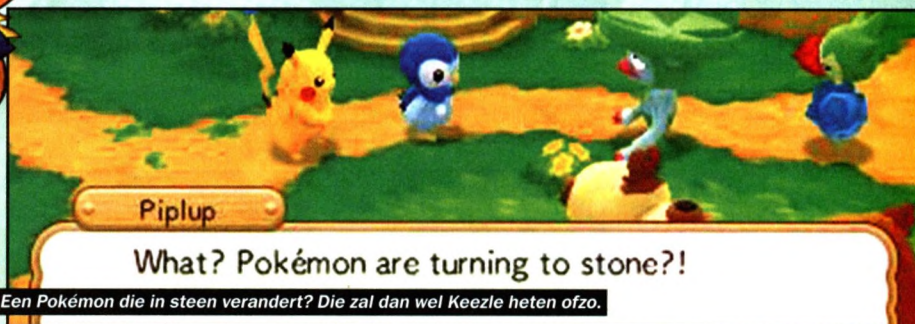 Piplup
What? Pokémon are turning to stone?!
Een Pokémon die in steen verandert? Die zal dan wel Keezle heten ofzo.